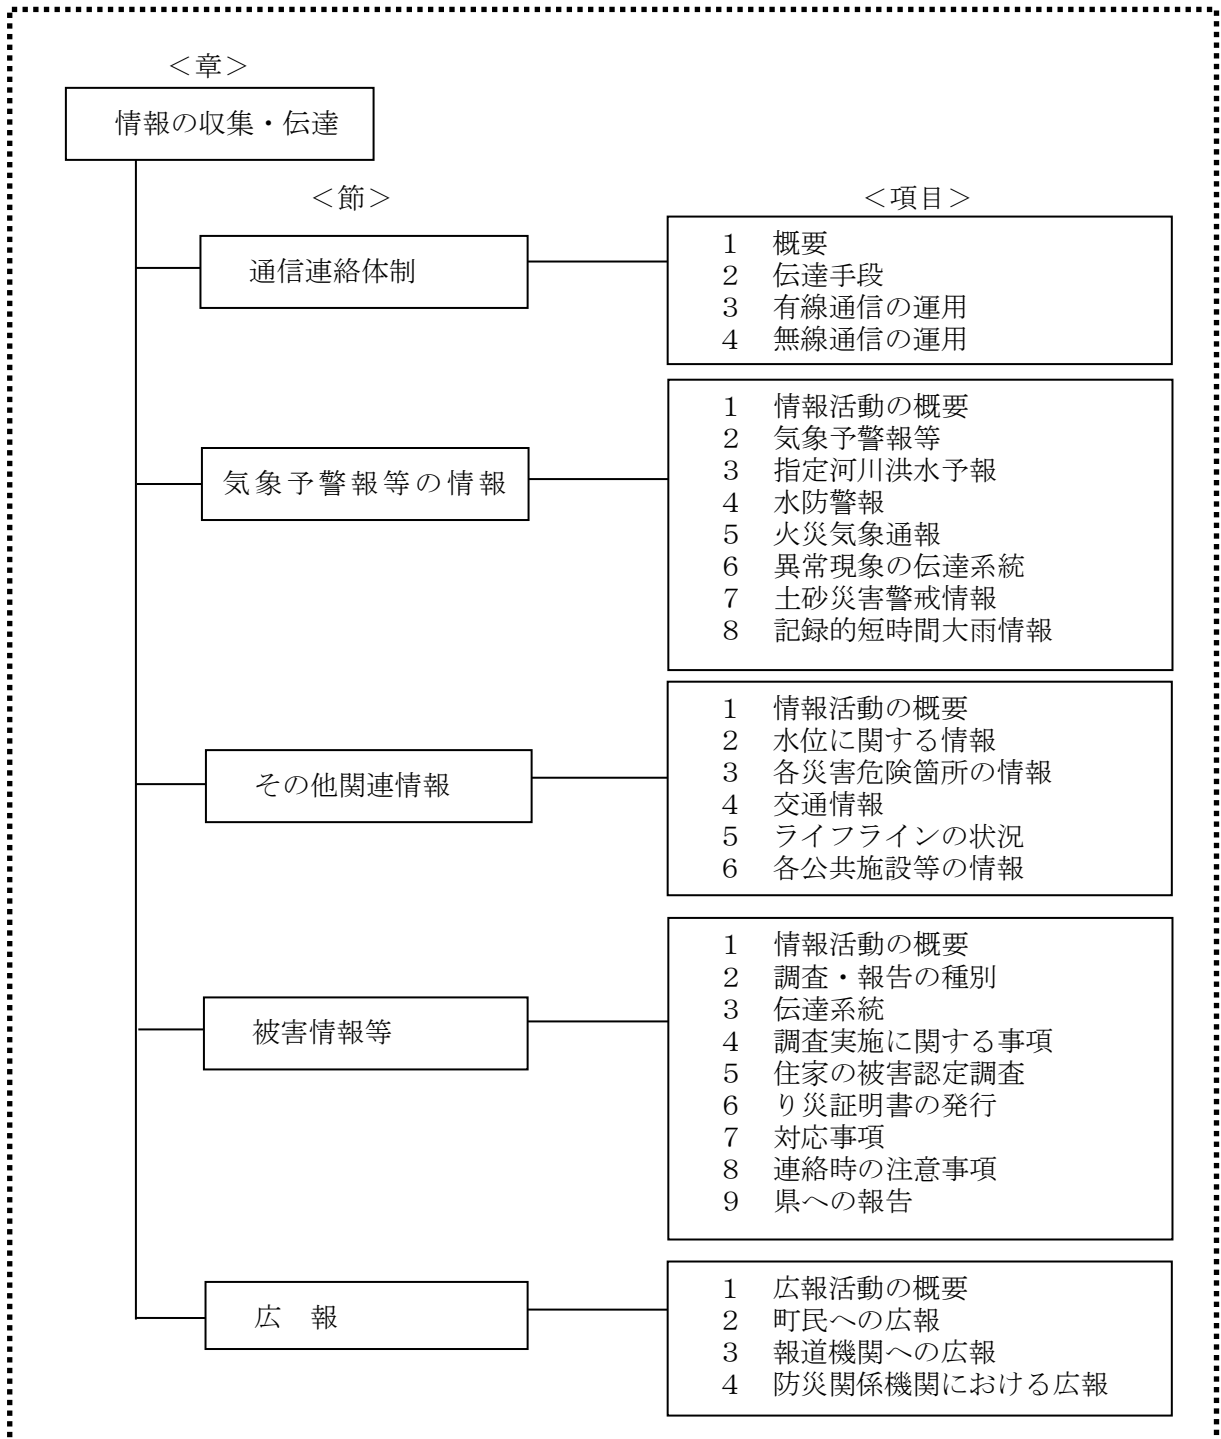 ＜章＞
情報の収集・伝達
＜節＞
＜項目＞
通信連絡体制
１　概要
２　伝達手段
３　有線通信の運用
４　無線通信の運用
気象予警報等の情報
１　情報活動の概要
２　気象予警報等
３　指定河川洪水予報
４　水防警報
５　火災気象通報
６　異常現象の伝達系統
７　土砂災害警戒情報
８　記録的短時間大雨情報
その他関連情報
１　情報活動の概要
２　水位に関する情報
３　各災害危険箇所の情報
４　交通情報
５　ライフラインの状況
６　各公共施設等の情報
被害情報等
１　情報活動の概要
２　調査・報告の種別
３　伝達系統
４　調査実施に関する事項
５　住家の被害認定調査
６　り災証明書の発行
７　対応事項
８　連絡時の注意事項
９　県への報告
広　報
１　広報活動の概要
２　町民への広報
３　報道機関への広報
４　防災関係機関における広報